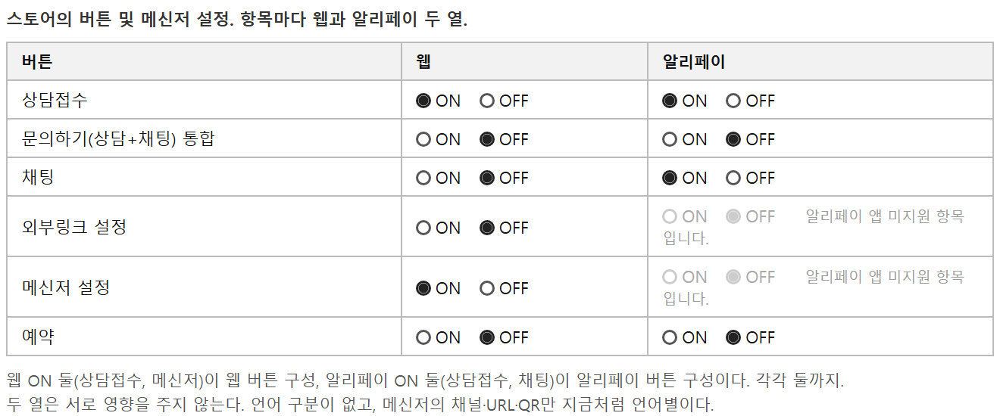 스토어의 버튼 및 메신저 설정. 항목마다 웹과 알리페이 두 열.
버튼 웹 알리페이
상담접수 ON OFF ON OFF
문의하기(상담+채팅) 통합 ON OFF ON OFF
채팅 ON OFF ON OFF
외부링크 설정 ON OFF ON OFF 알리페이 앱 미지원 항목
입니다.
메신저 설정 ON OFF ON OFF 알리페이 앱 미지원 항목
입니다.
예약 ON OFF ON OFF
웹 ON 둘(상담접수, 메신저)이 웹 버튼 구성, 알리페이 ON 둘(상담접수, 채팅)이 알리페이 버튼 구성이다. 각각 둘까지.
두 열은 서로 영향을 주지 않는다. 언어 구분이 없고, 메신저의 채널·URL·QR만 지금처럼 언어별이다.